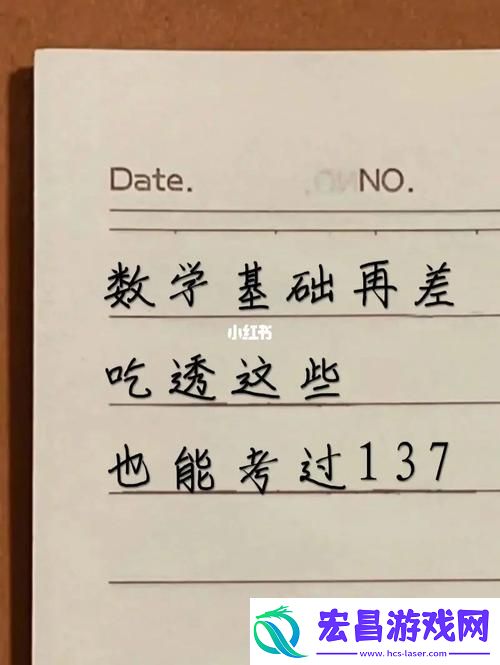 Date. NO.
数学基础再差
小红书
吃透这些
也能考过137
宏昌游戏网
www.hcs-laser.com